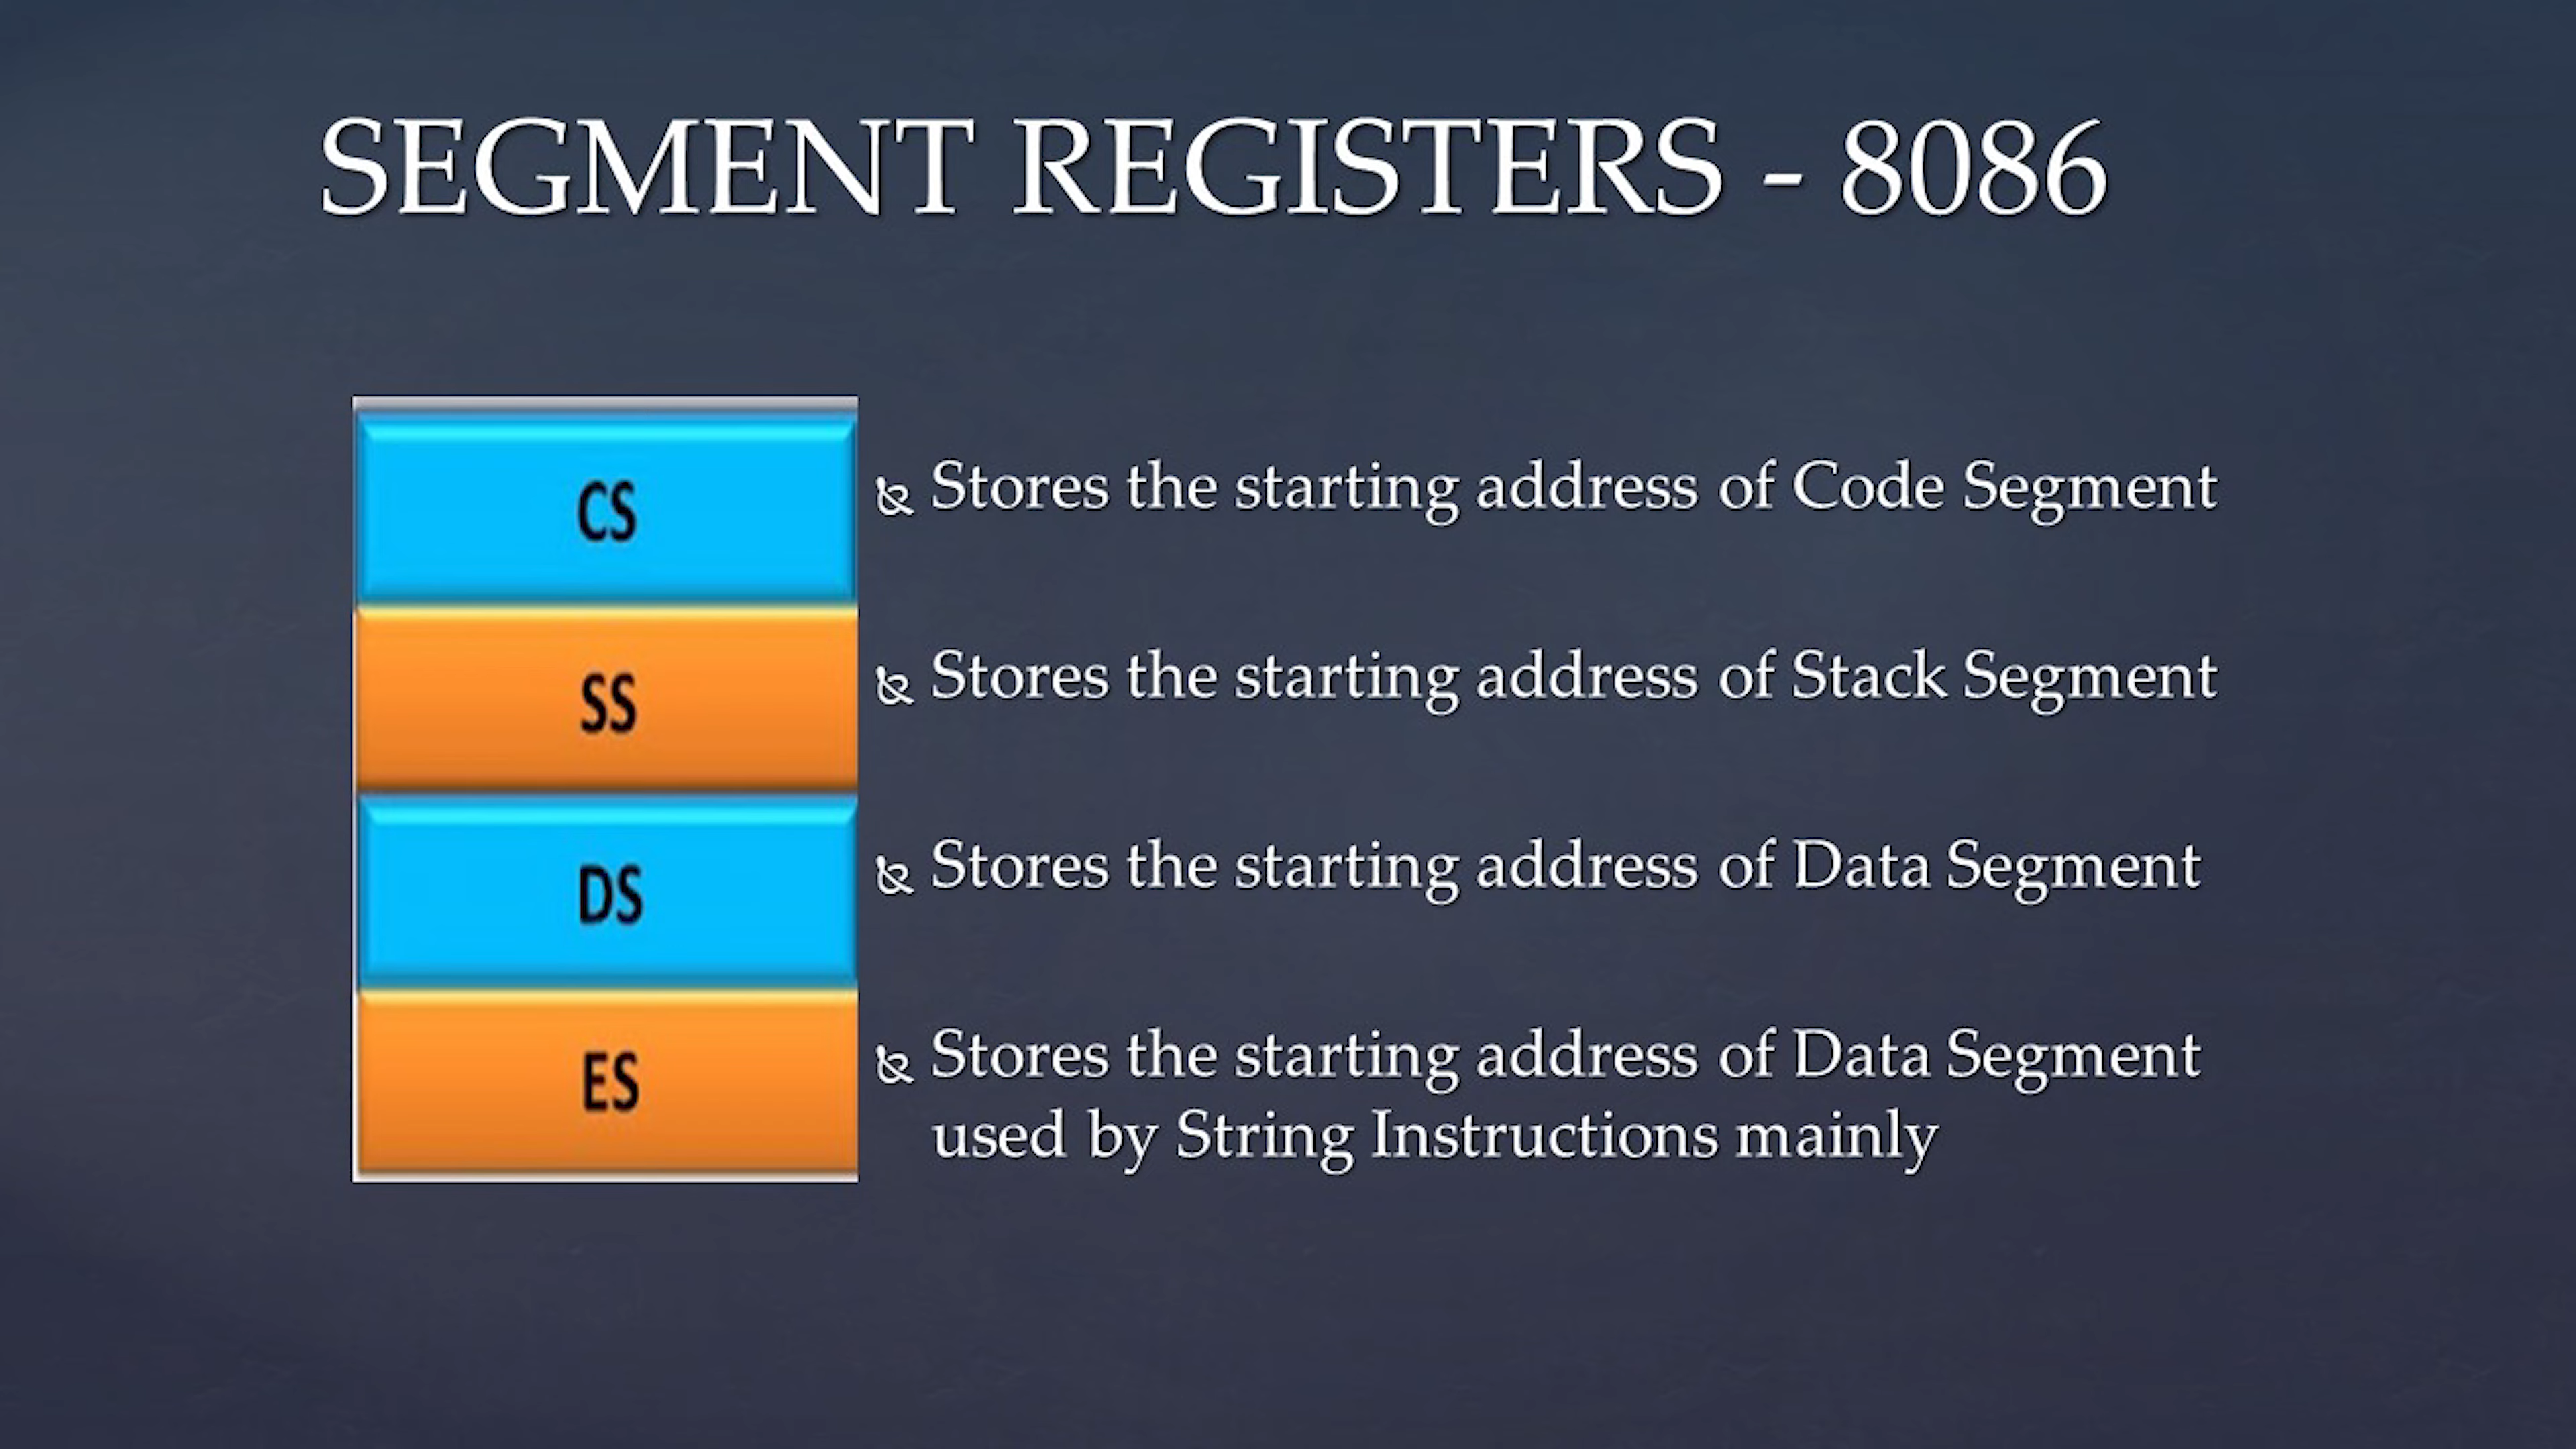 SEGMENT REGISTERS - 8086
CS
Stores the starting address of Code Segment
SS
Stores the starting address of Stack Segment
DS
Stores the starting address of Data Segment
ES
Stores the starting address of Data Segment
used by String Instructions mainly